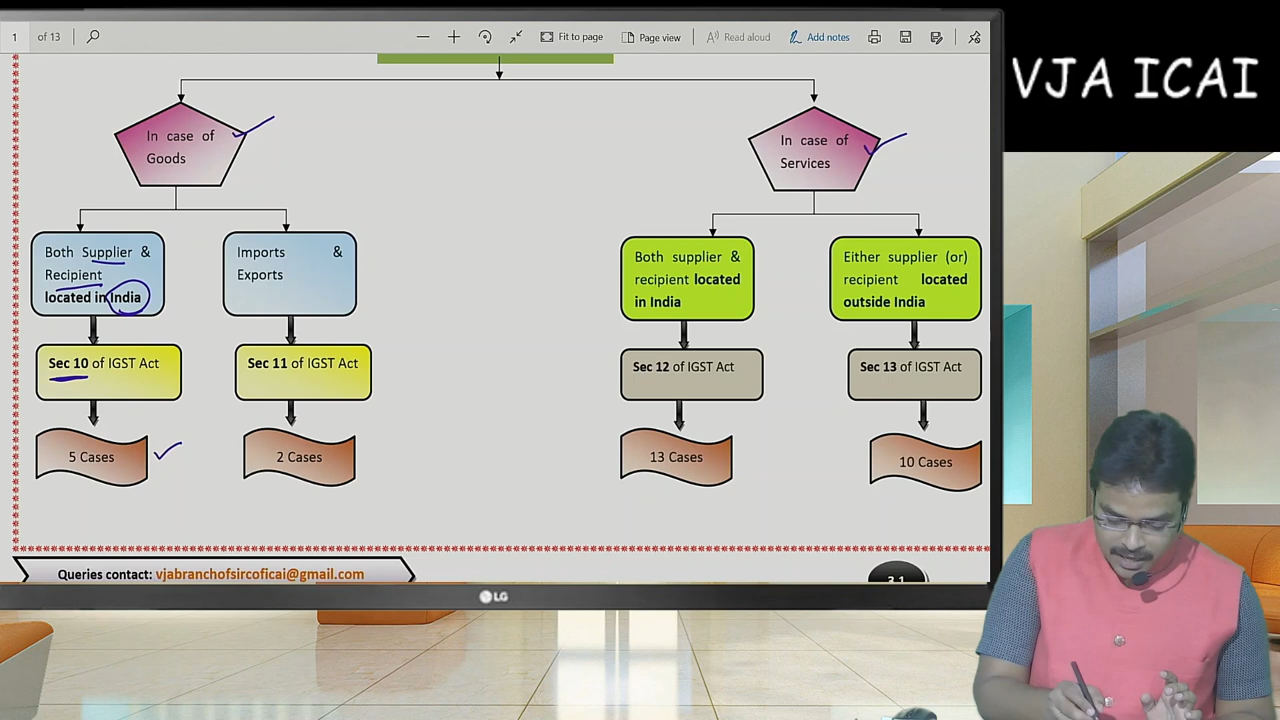 1 of 13
Fit to page
Page view
Read aloud
Add notes
VJA ICAI
In case of
Goods
In case of
Services
Both Supplier &
Recipient
located in India
Imports &
Exports
Both supplier &
recipient located
in India
Either supplier (or)
recipient located
outside India
Sec 10 of IGST Act
Sec 11 of IGST Act
Sec 12 of IGST Act
Sec 13 of IGST Act
5 Cases
2 Cases
13 Cases
10 Cases
Queries contact: vjabranchofsircoficai@gmail.com
3.1
LG